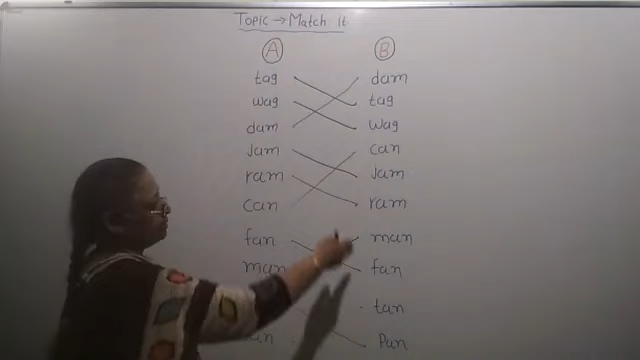 Topic → Match it
A B
tag dam
wag tag
dam wag
Jam can
ram Jam
can ram
fan man
man fan
tan
Pan